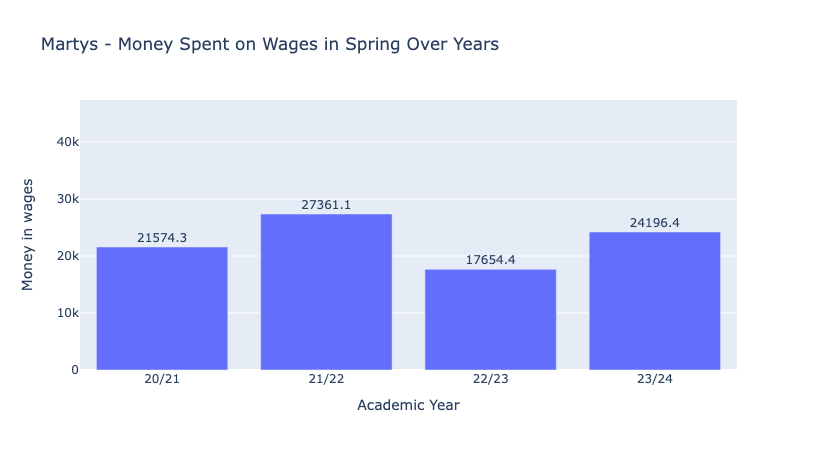 Martys - Money Spent on Wages in Spring Over Years
Money in wages
40k
30k
20k
10k
0
21574.3
27361.1
17654.4
24196.4
20/21
21/22
22/23
23/24
Academic Year